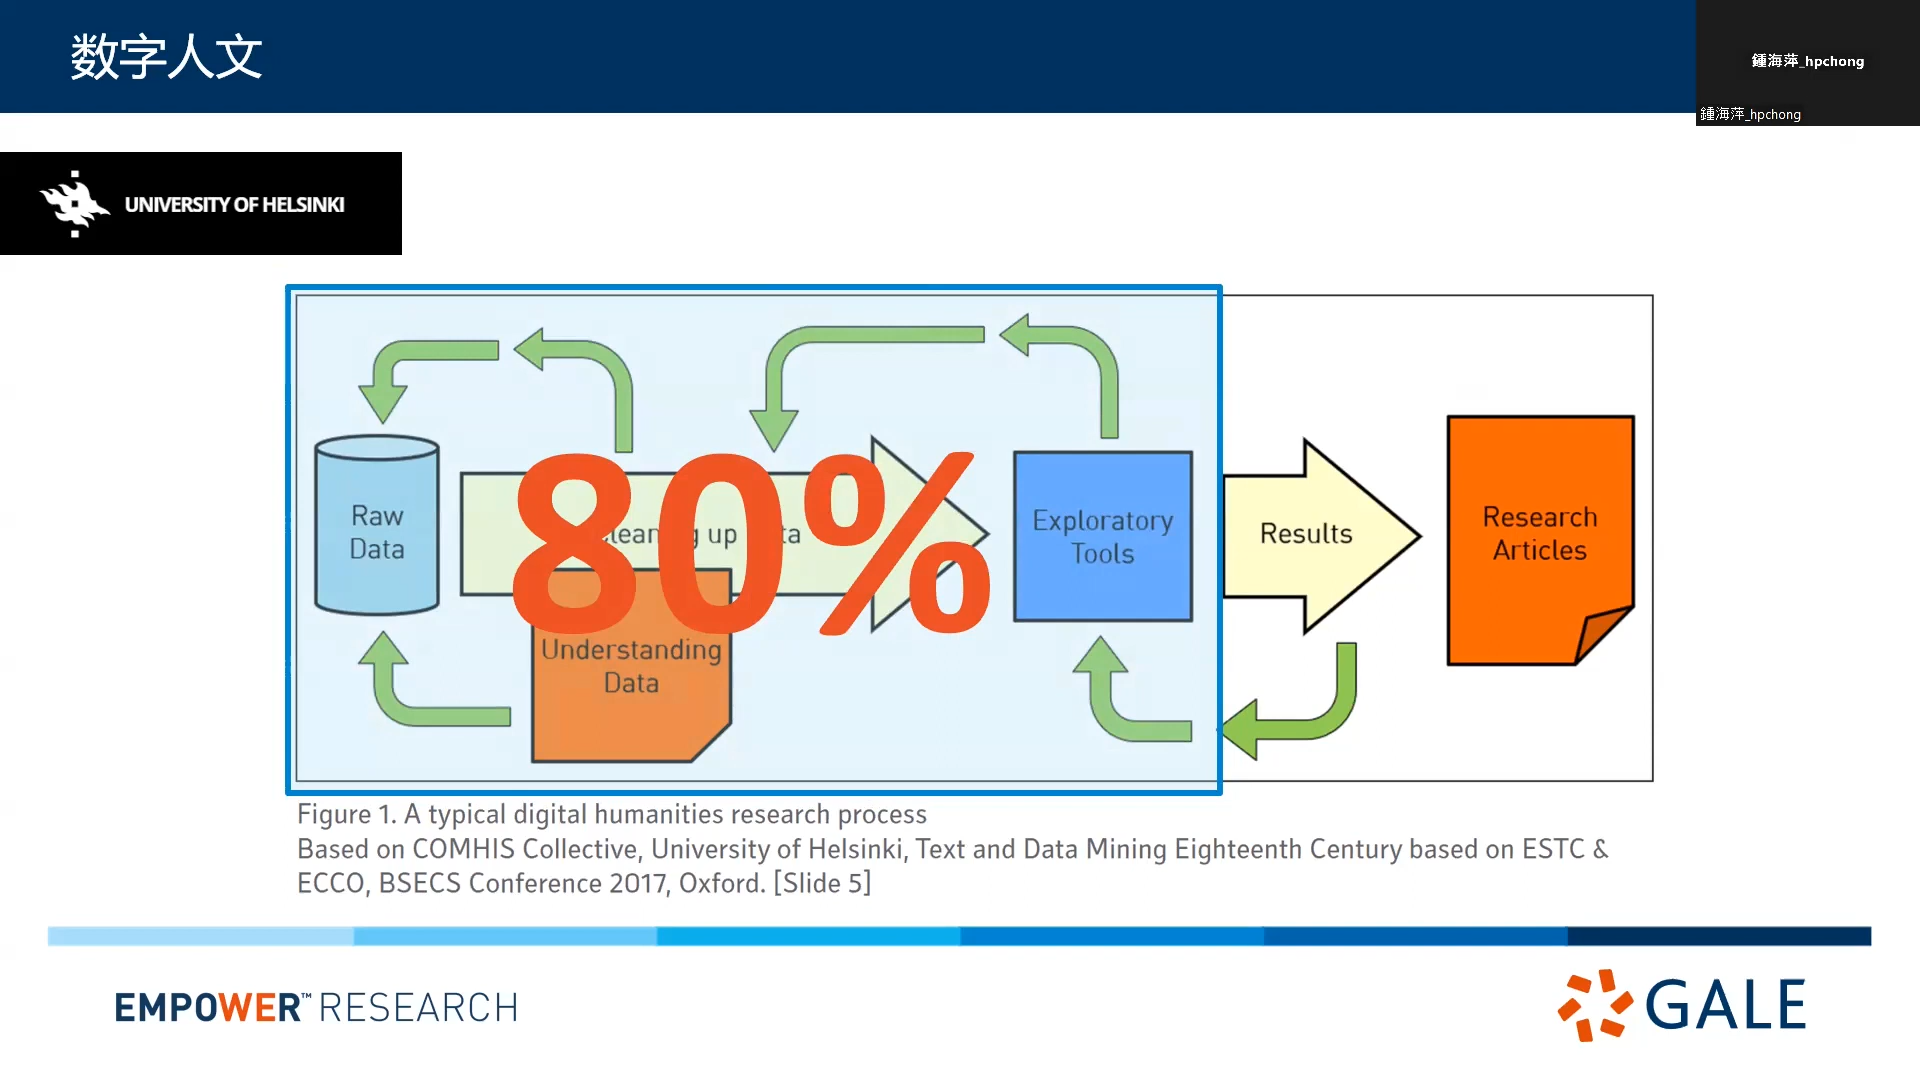 数字人文
鍾海萍_hpchong
鍾海萍_hpchong
UNIVERSITY OF HELSINKI
Raw
Data
80%
up
Understanding
Data
Exploratory
Tools
Results
Research
Articles
Figure 1. A typical digital humanities research process
Based on COMHIS Collective, University of Helsinki, Text and Data Mining Eighteenth Century based on ESTC &
ECCO, BSECS Conference 2017, Oxford. [Slide 5]
EMPOWER™ RESEARCH
GALE